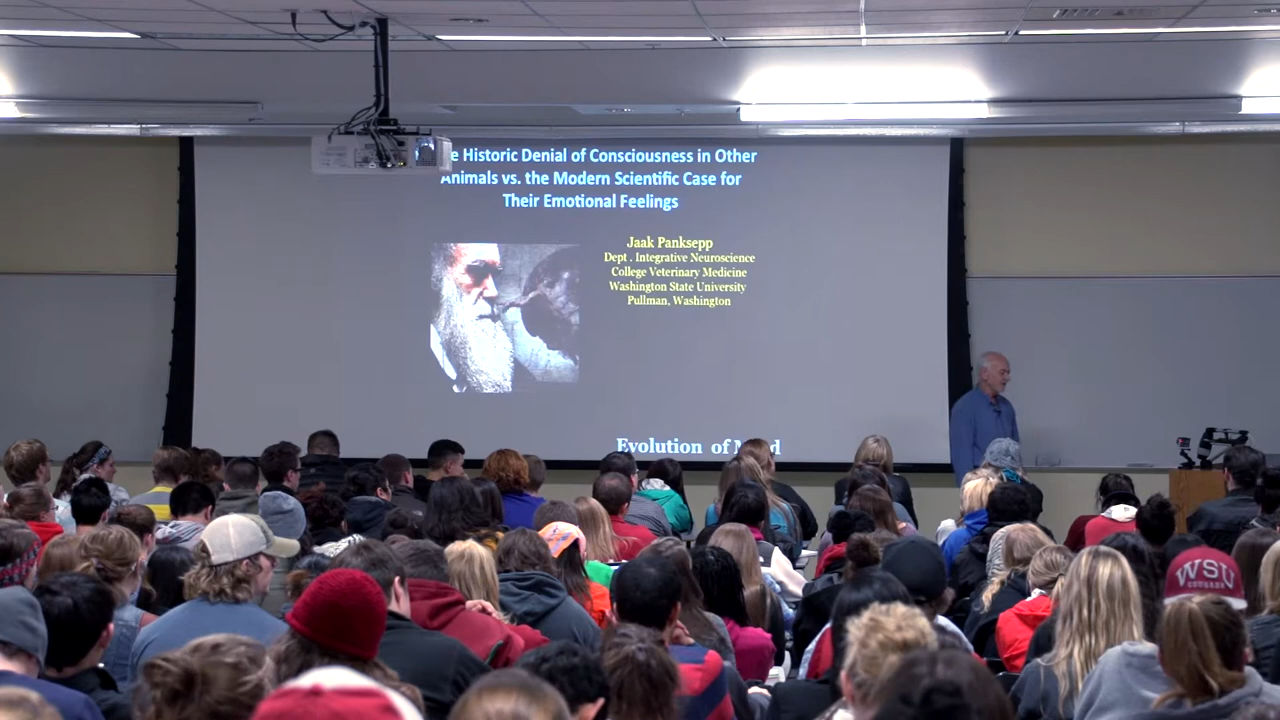 e Historic Denial of Consciousness in Other
Animals vs. the Modern Scientific Case for
Their Emotional Feelings
Jaak Panksepp
Dept . Integrative Neuroscience
College Veterinary Medicine
Washington State University
Pullman, Washington
Evolution of M d
WSU
COUGARS